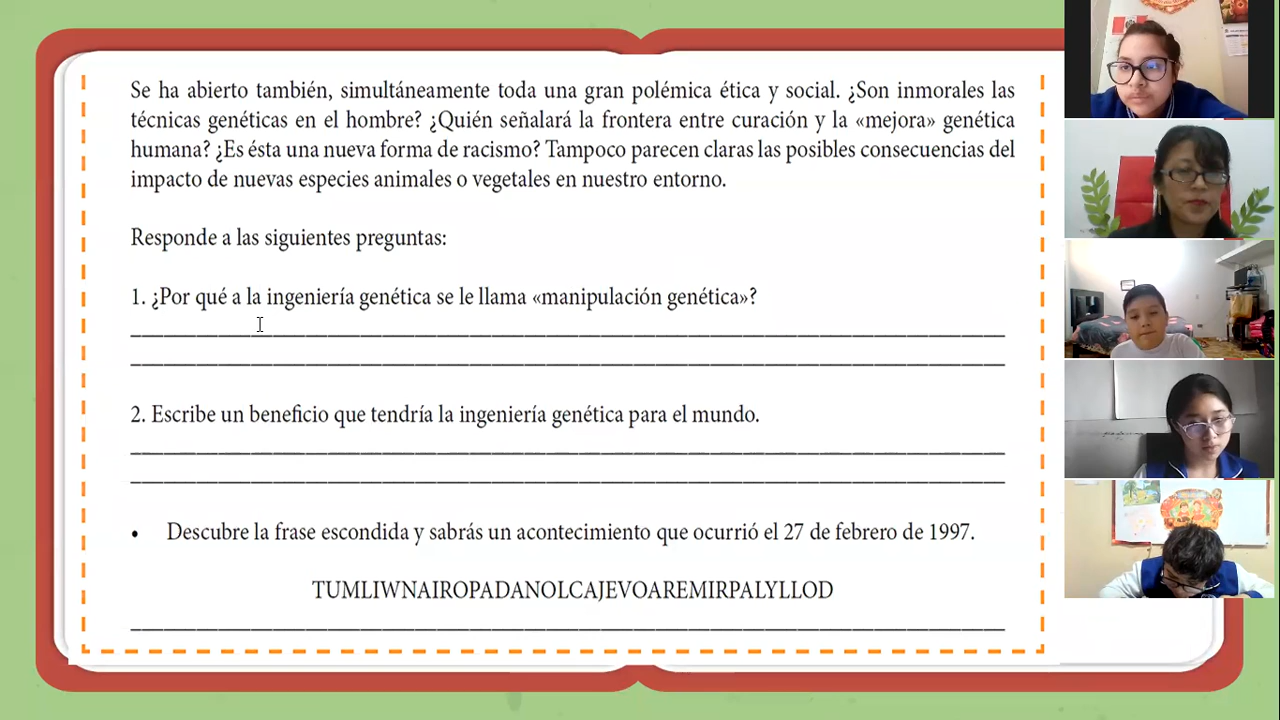 Se ha abierto también, simultáneamente toda una gran polémica ética y social. ¿Son inmorales las
técnicas genéticas en el hombre? ¿Quién señalará la frontera entre curación y la «mejora» genética
humana? ¿Es ésta una nueva forma de racismo? Tampoco parecen claras las posibles consecuencias del
impacto de nuevas especies animales o vegetales en nuestro entorno.
Responde a las siguientes preguntas:
1. ¿Por qué a la ingeniería genética se le llama «manipulación genética»?
2. Escribe un beneficio que tendría la ingeniería genética para el mundo.
• Descubre la frase escondida y sabrás un acontecimiento que ocurrió el 27 de febrero de 1997.
TUMLIWNAIROPADANOLCAJEVOAREMIRPALYLLOD